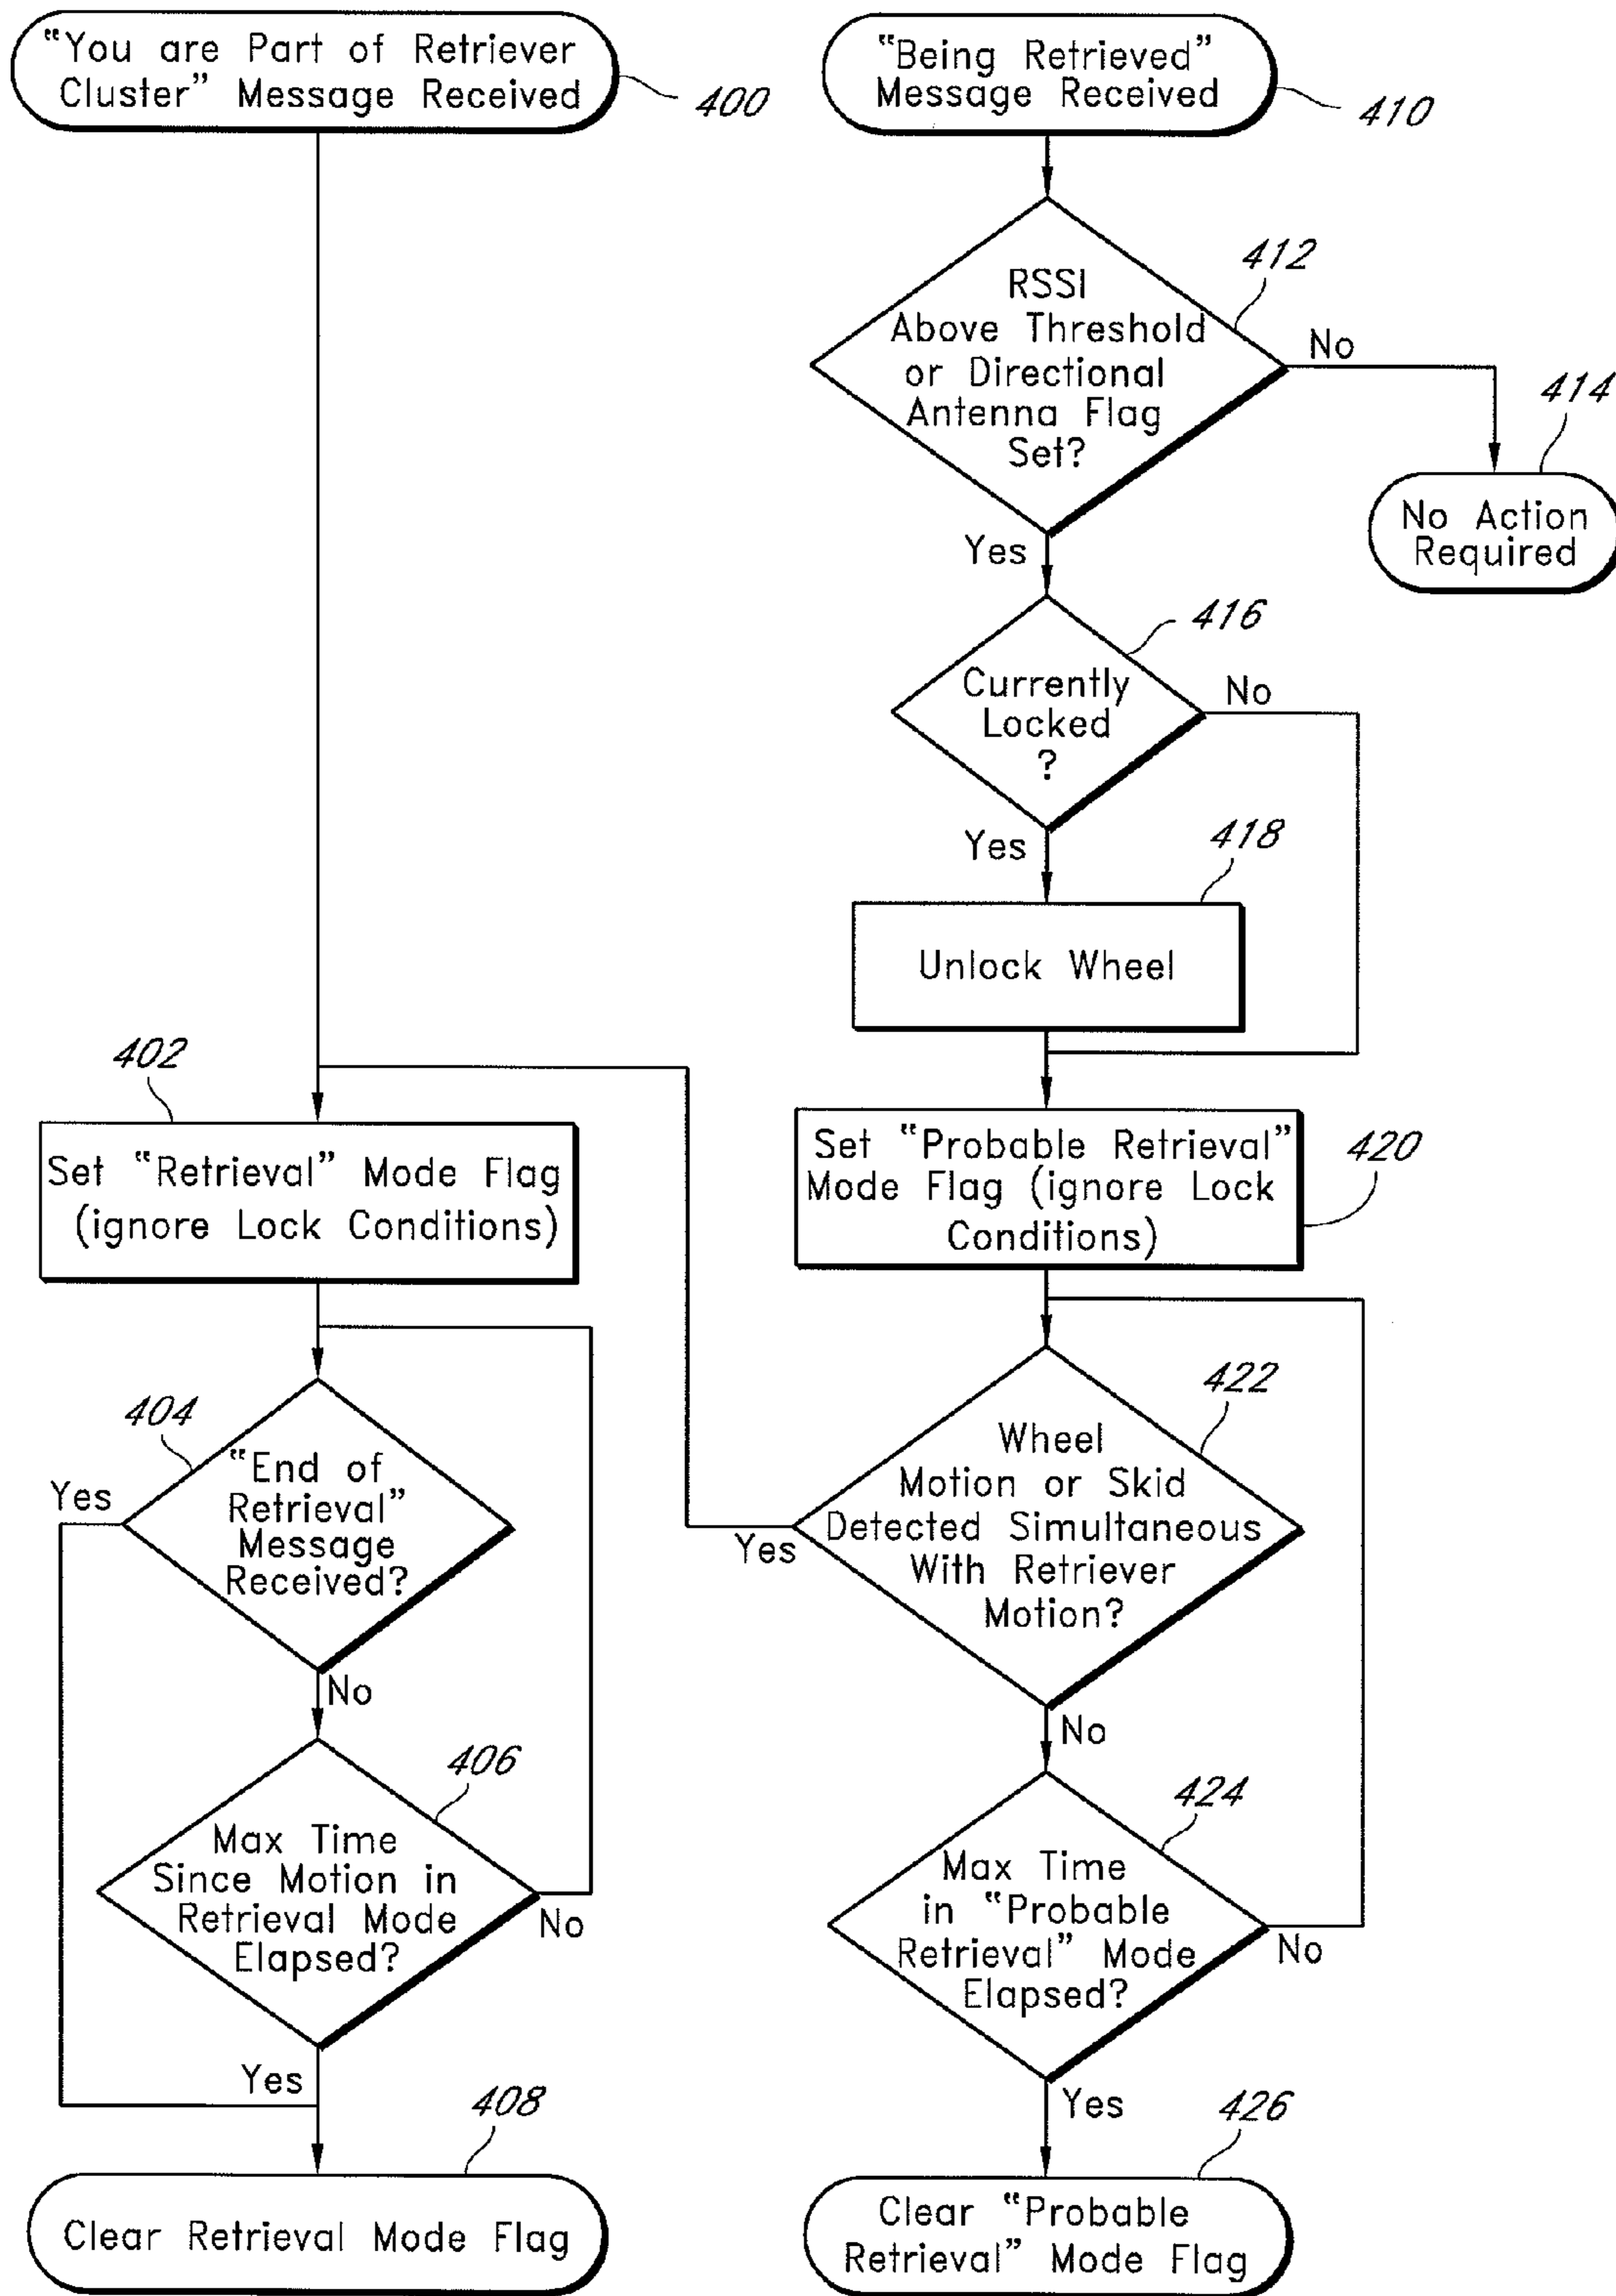 “You are Part of Retriever
Cluster” Message Received
400
“Being Retrieved”
Message Received
410
RSSI
Above Threshold
or Directional
Antenna Flag
Set?
412
No
414
No Action
Required
Yes
416
Currently
Locked
?
No
Yes
418
Unlock Wheel
402
Set “Retrieval” Mode Flag
(ignore Lock Conditions)
Set “Probable Retrieval”
Mode Flag (ignore Lock
Conditions)
420
404
“End of
Retrieval”
Message
Received?
Yes
No
422
Wheel
Motion or Skid
Detected Simultaneous
With Retriever
Motion?
Yes
No
406
Max Time
Since Motion in
Retrieval Mode
Elapsed?
No
Yes
424
Max Time
in “Probable
Retrieval” Mode
Elapsed?
No
Yes
408
Clear Retrieval Mode Flag
426
Clear “Probable
Retrieval” Mode Flag